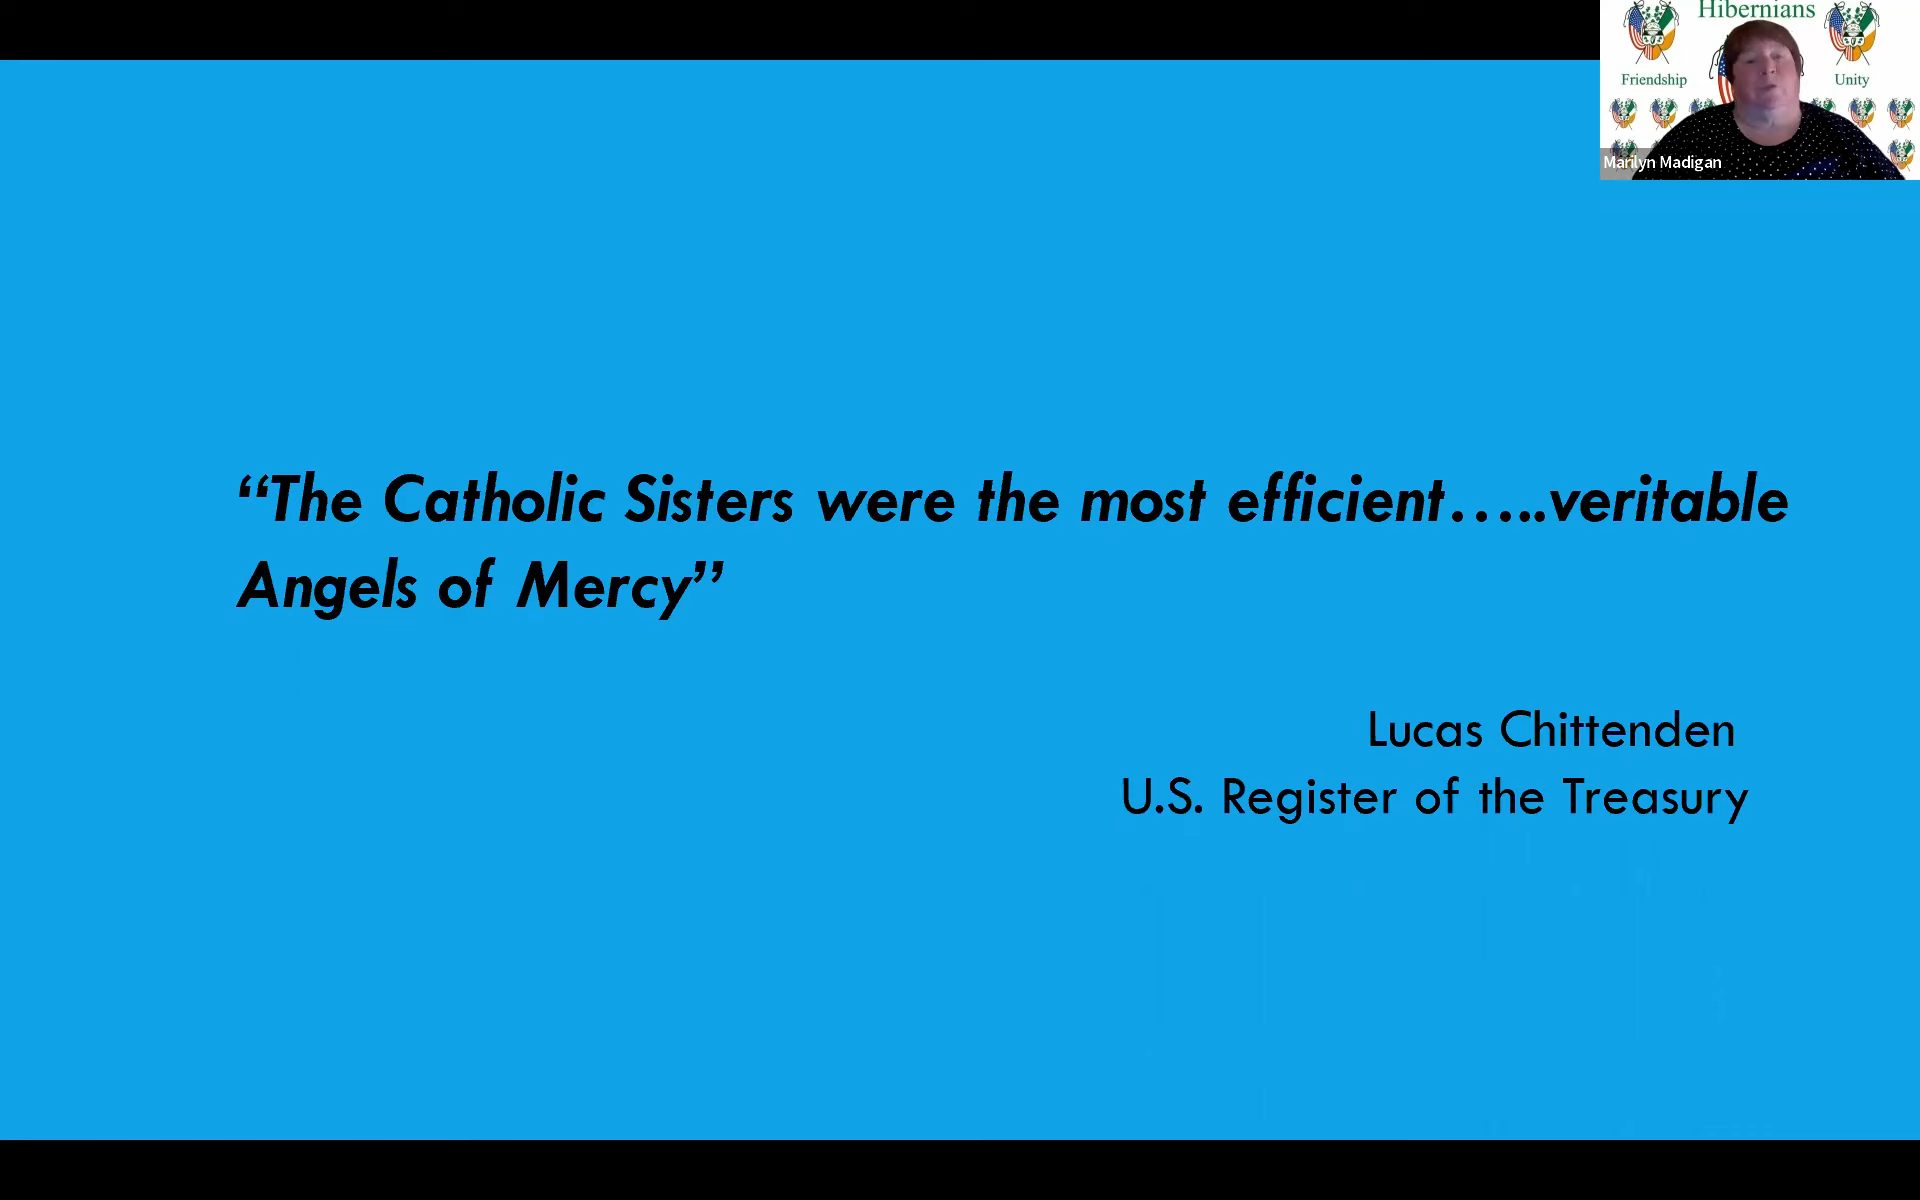 Hibernians
Friendship
Unity
Marilyn Madigan
“The Catholic Sisters were the most efficient…..veritable
Angels of Mercy”
Lucas Chittenden
U.S. Register of the Treasury